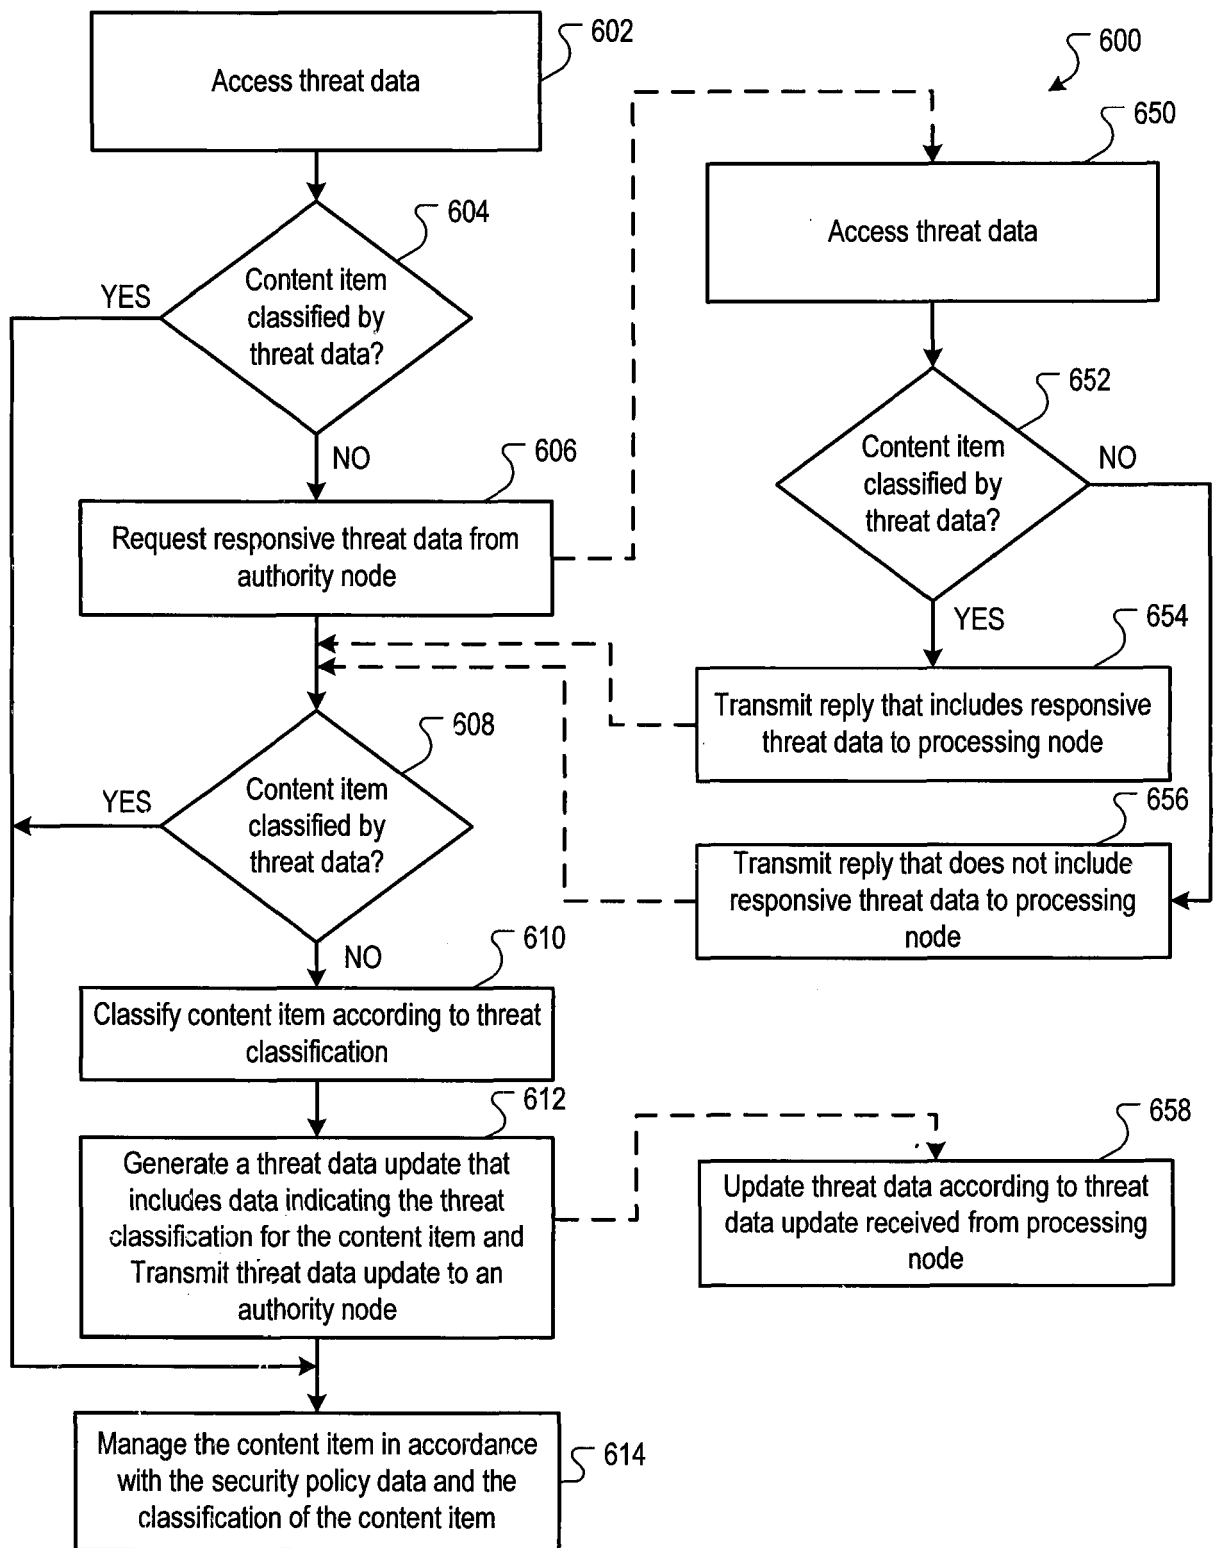 602
Access threat data
600
650
Access threat data
604
Content item
classified by
threat data?
YES
NO
652
Content item
classified by
threat data?
NO
YES
606
Request responsive threat data from
authority node
654
Transmit reply that includes responsive
threat data to processing node
608
Content item
classified by
threat data?
YES
NO
656
Transmit reply that does not include
responsive threat data to processing
node
610
Classify content item according to threat
classification
612
Generate a threat data update that
includes data indicating the threat
classification for the content item and
Transmit threat data update to an
authority node
658
Update threat data according to threat
data update received from processing
node
Manage the content item in accordance
with the security policy data and the
classification of the content item
614